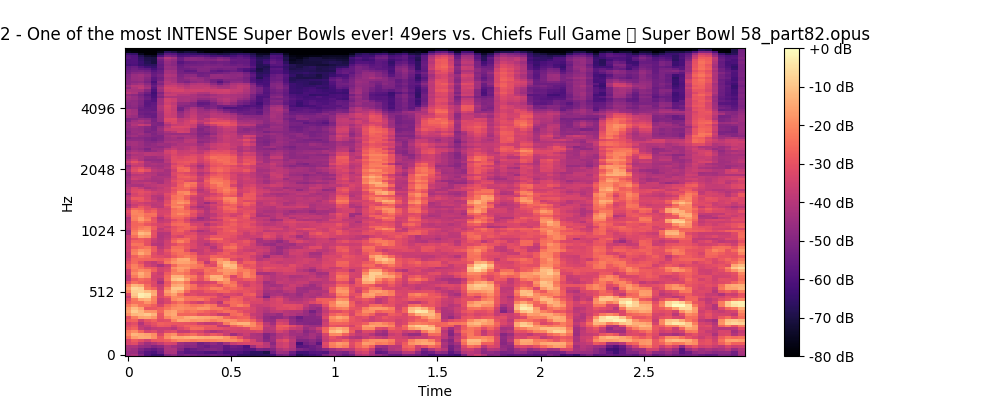 2 - One of the most INTENSE Super Bowls ever! 49ers vs. Chiefs Full Game Super Bowl 58_part82.opus
+0 dB
-10 dB
-20 dB
-30 dB
-40 dB
-50 dB
-60 dB
-70 dB
-80 dB
4096
2048
1024
512
0
Hz
0
0.5
1
1.5
2
2.5
Time